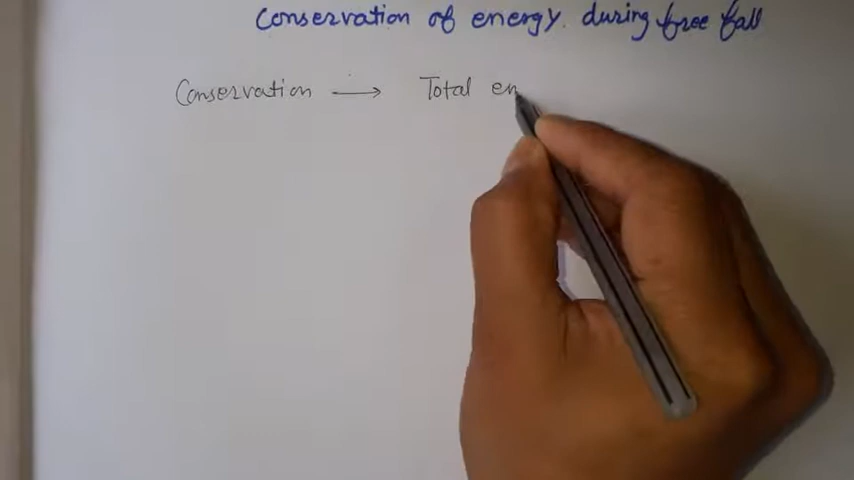 Conservation of energy. during free fall
Conservation → Total en